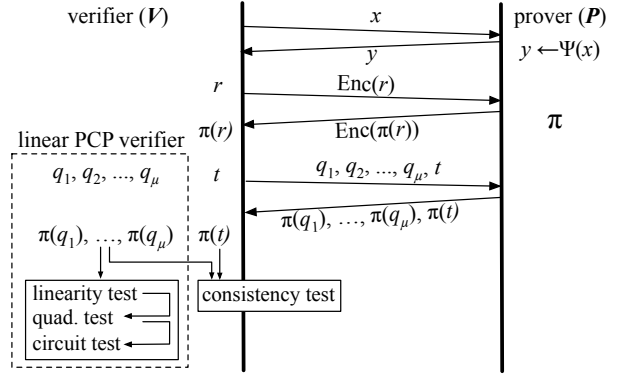 verifier (V)
prover (P)
x
y
y ←Ψ(x)
r
Enc(r)
π(r)
Enc(π(r))
π
linear PCP verifier
q1, q2, ..., qμ
t
q1, q2, ..., qμ, t
π(q1), …, π(qμ), π(t)
π(q1), …, π(qμ)
π(t)
linearity test
quad. test
circuit test
consistency test